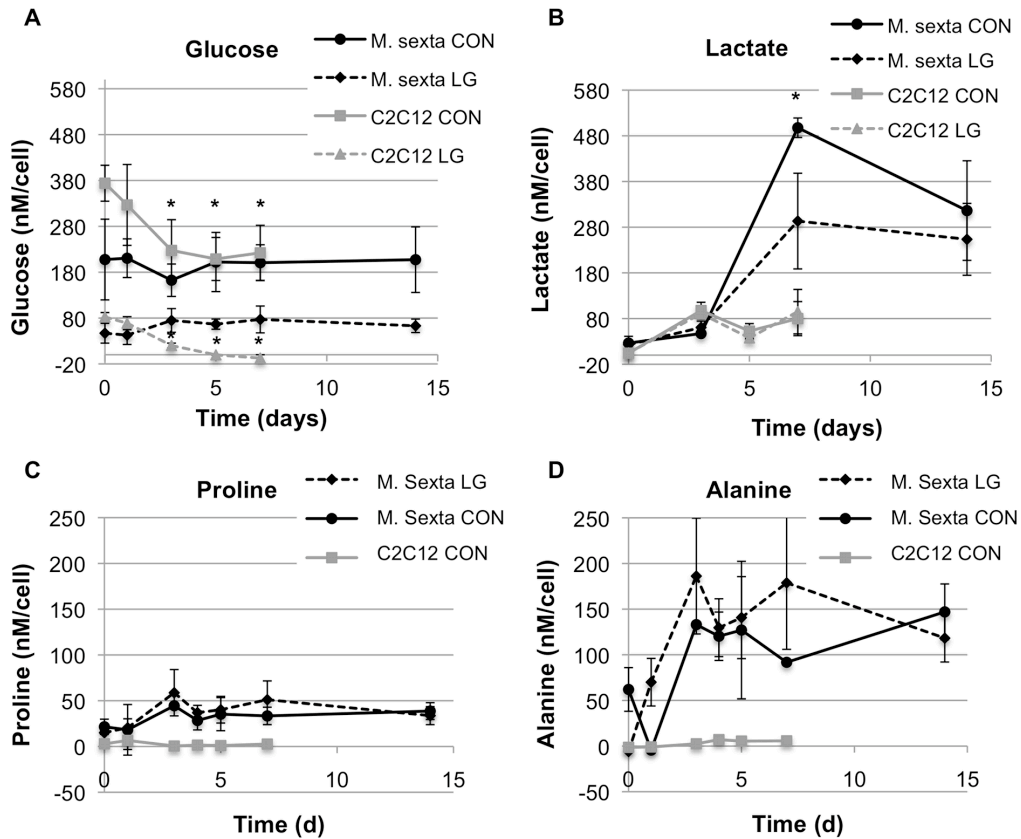 A
Glucose
M. sexta CON
M. sexta LG
C2C12 CON
C2C12 LG
580
480
380
280
180
80
-20
Glucose (nM/cell)
* * *
* * *
0 5 10 15
Time (days)
B
Lactate
M. sexta CON
M. sexta LG
C2C12 CON
C2C12 LG
580
480
380
280
180
80
-20
Lactate (nM/cell)
*
0 5 10 15
Time (days)
C
Proline
M. Sexta LG
M. Sexta CON
C2C12 CON
250
200
150
100
50
0
-50
Proline (nM/cell)
0 5 10 15
Time (d)
D
Alanine
M. Sexta LG
M. Sexta CON
C2C12 CON
250
200
150
100
50
0
-50
Alanine (nM/cell)
0 5 10 15
Time (d)